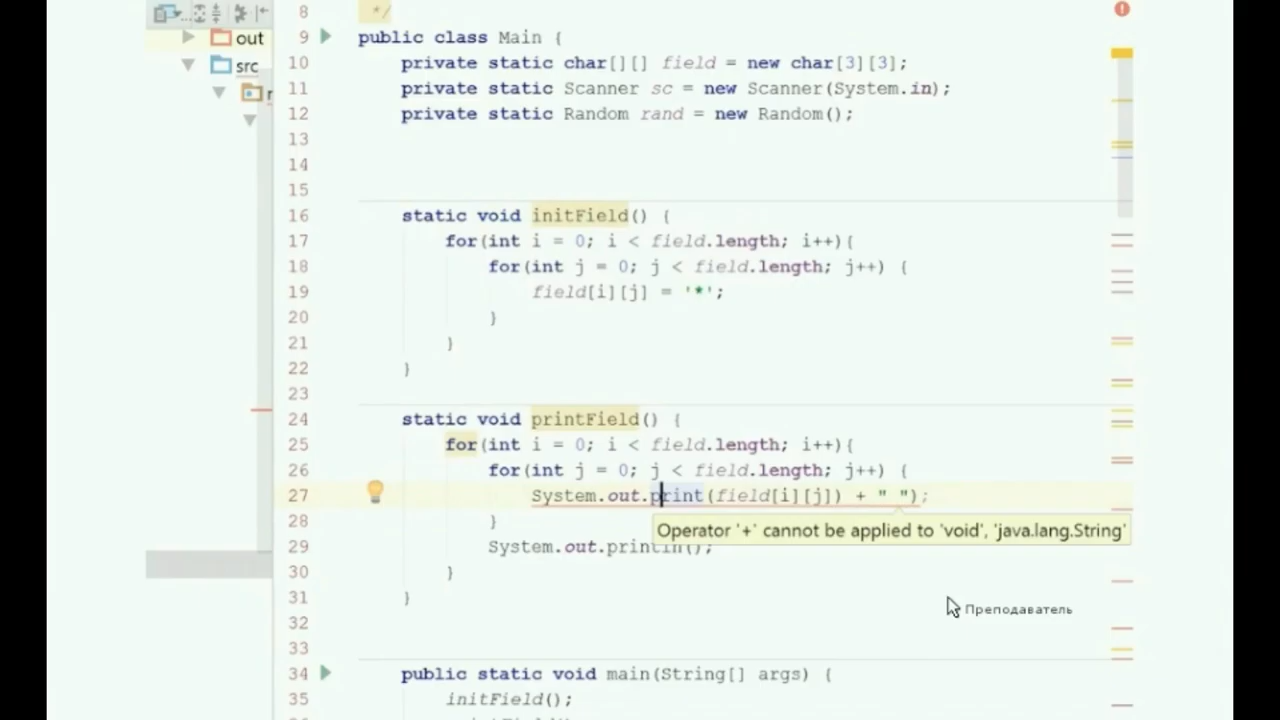 8 */
out
9 public class Main {
10 private static char[][] field = new char[3][3];
src
11 private static Scanner sc = new Scanner(System.in);
12 private static Random rand = new Random();
13
14
15
16 static void initField() {
17 for(int i = 0; i < field.length; i++){
18 for(int j = 0; j < field.length; j++) {
19 field[i][j] = '*';
20 }
21 }
22 }
23
24 static void printField() {
25 for(int i = 0; i < field.length; i++){
26 for(int j = 0; j < field.length; j++) {
27 System.out.print(field[i][j]) + " ");
28 }
Operator '+' cannot be applied to 'void', 'java.lang.String'
29 System.out.println();
30 }
31 }
Преподаватель
32
33
34 public static void main(String[] args) {
35 initField();